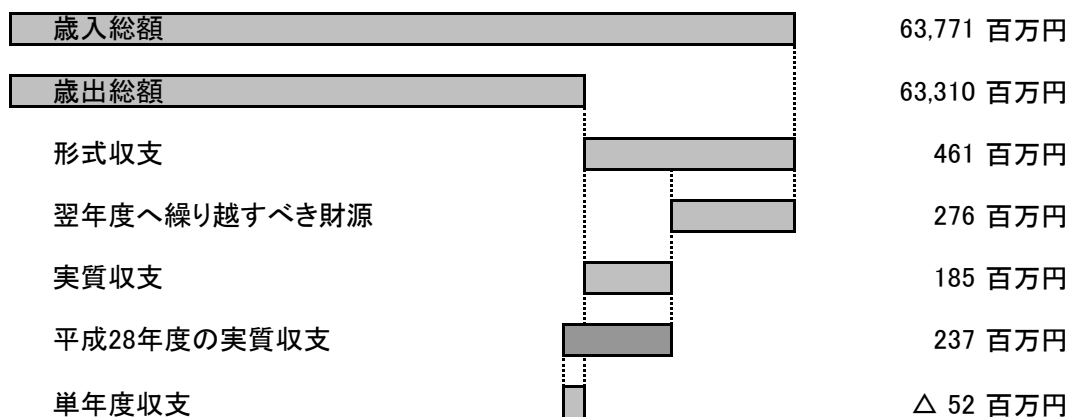 歳入総額 63,771 百万円
歳出総額 63,310 百万円
形式収支 461 百万円
翌年度へ繰り越すべき財源 276 百万円
実質収支 185 百万円
平成28年度の実質収支 237 百万円
単年度収支 △ 52 百万円